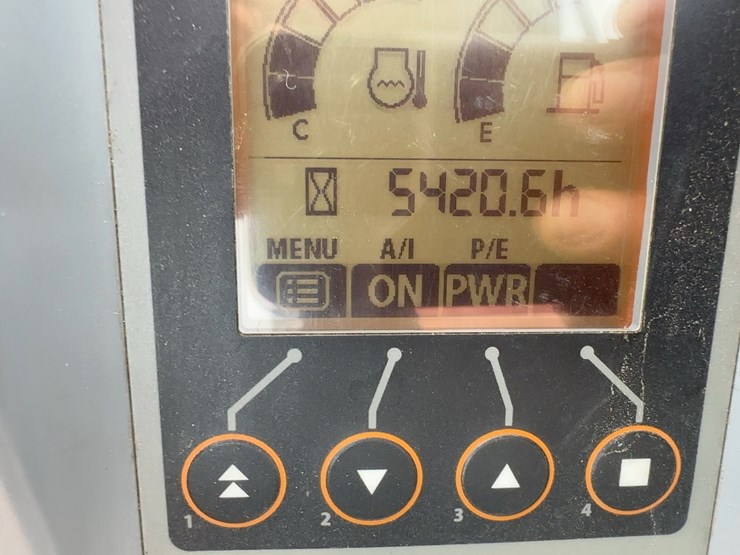 C E
5420.6h
MENU A/I P/E
ON PWR
1 2 3 4